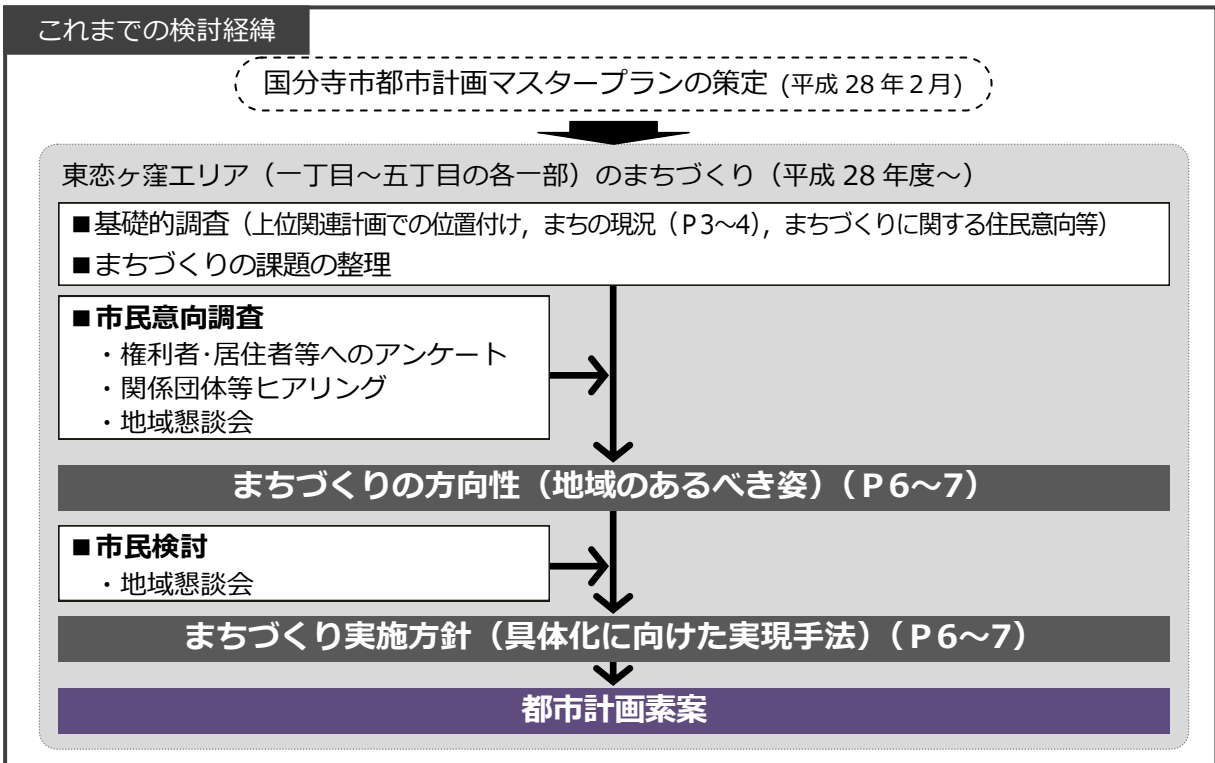 これまでの検討経緯
国分寺市都市計画マスタープランの策定 (平成 28 年 2 月)
東恋ヶ窪エリア（一丁目～五丁目の各一部）のまちづくり（平成 28 年度～）
■基礎的調査（上位関連計画での位置付け，まちの現況（P3～4），まちづくりに関する住民意向等）
■まちづくりの課題の整理
■市民意向調査
・権利者･居住者等へのアンケート
・関係団体等ヒアリング
・地域懇談会
まちづくりの方向性（地域のあるべき姿）（P6～7）
■市民検討
・地域懇談会
まちづくり実施方針（具体化に向けた実現手法）（P6～7）
都市計画素案